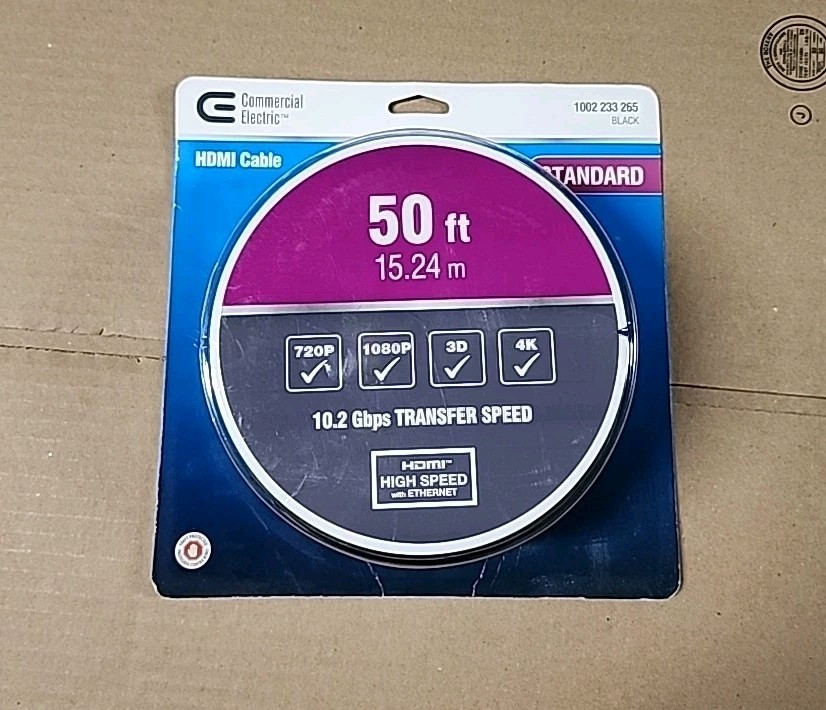 Commercial
Electric™
1002 233 265
BLACK
HDMI Cable
STANDARD
50 ft
15.24 m
720P
1080P
3D
4K
10.2 Gbps TRANSFER SPEED
HDMI™
HIGH SPEED
with ETHERNET